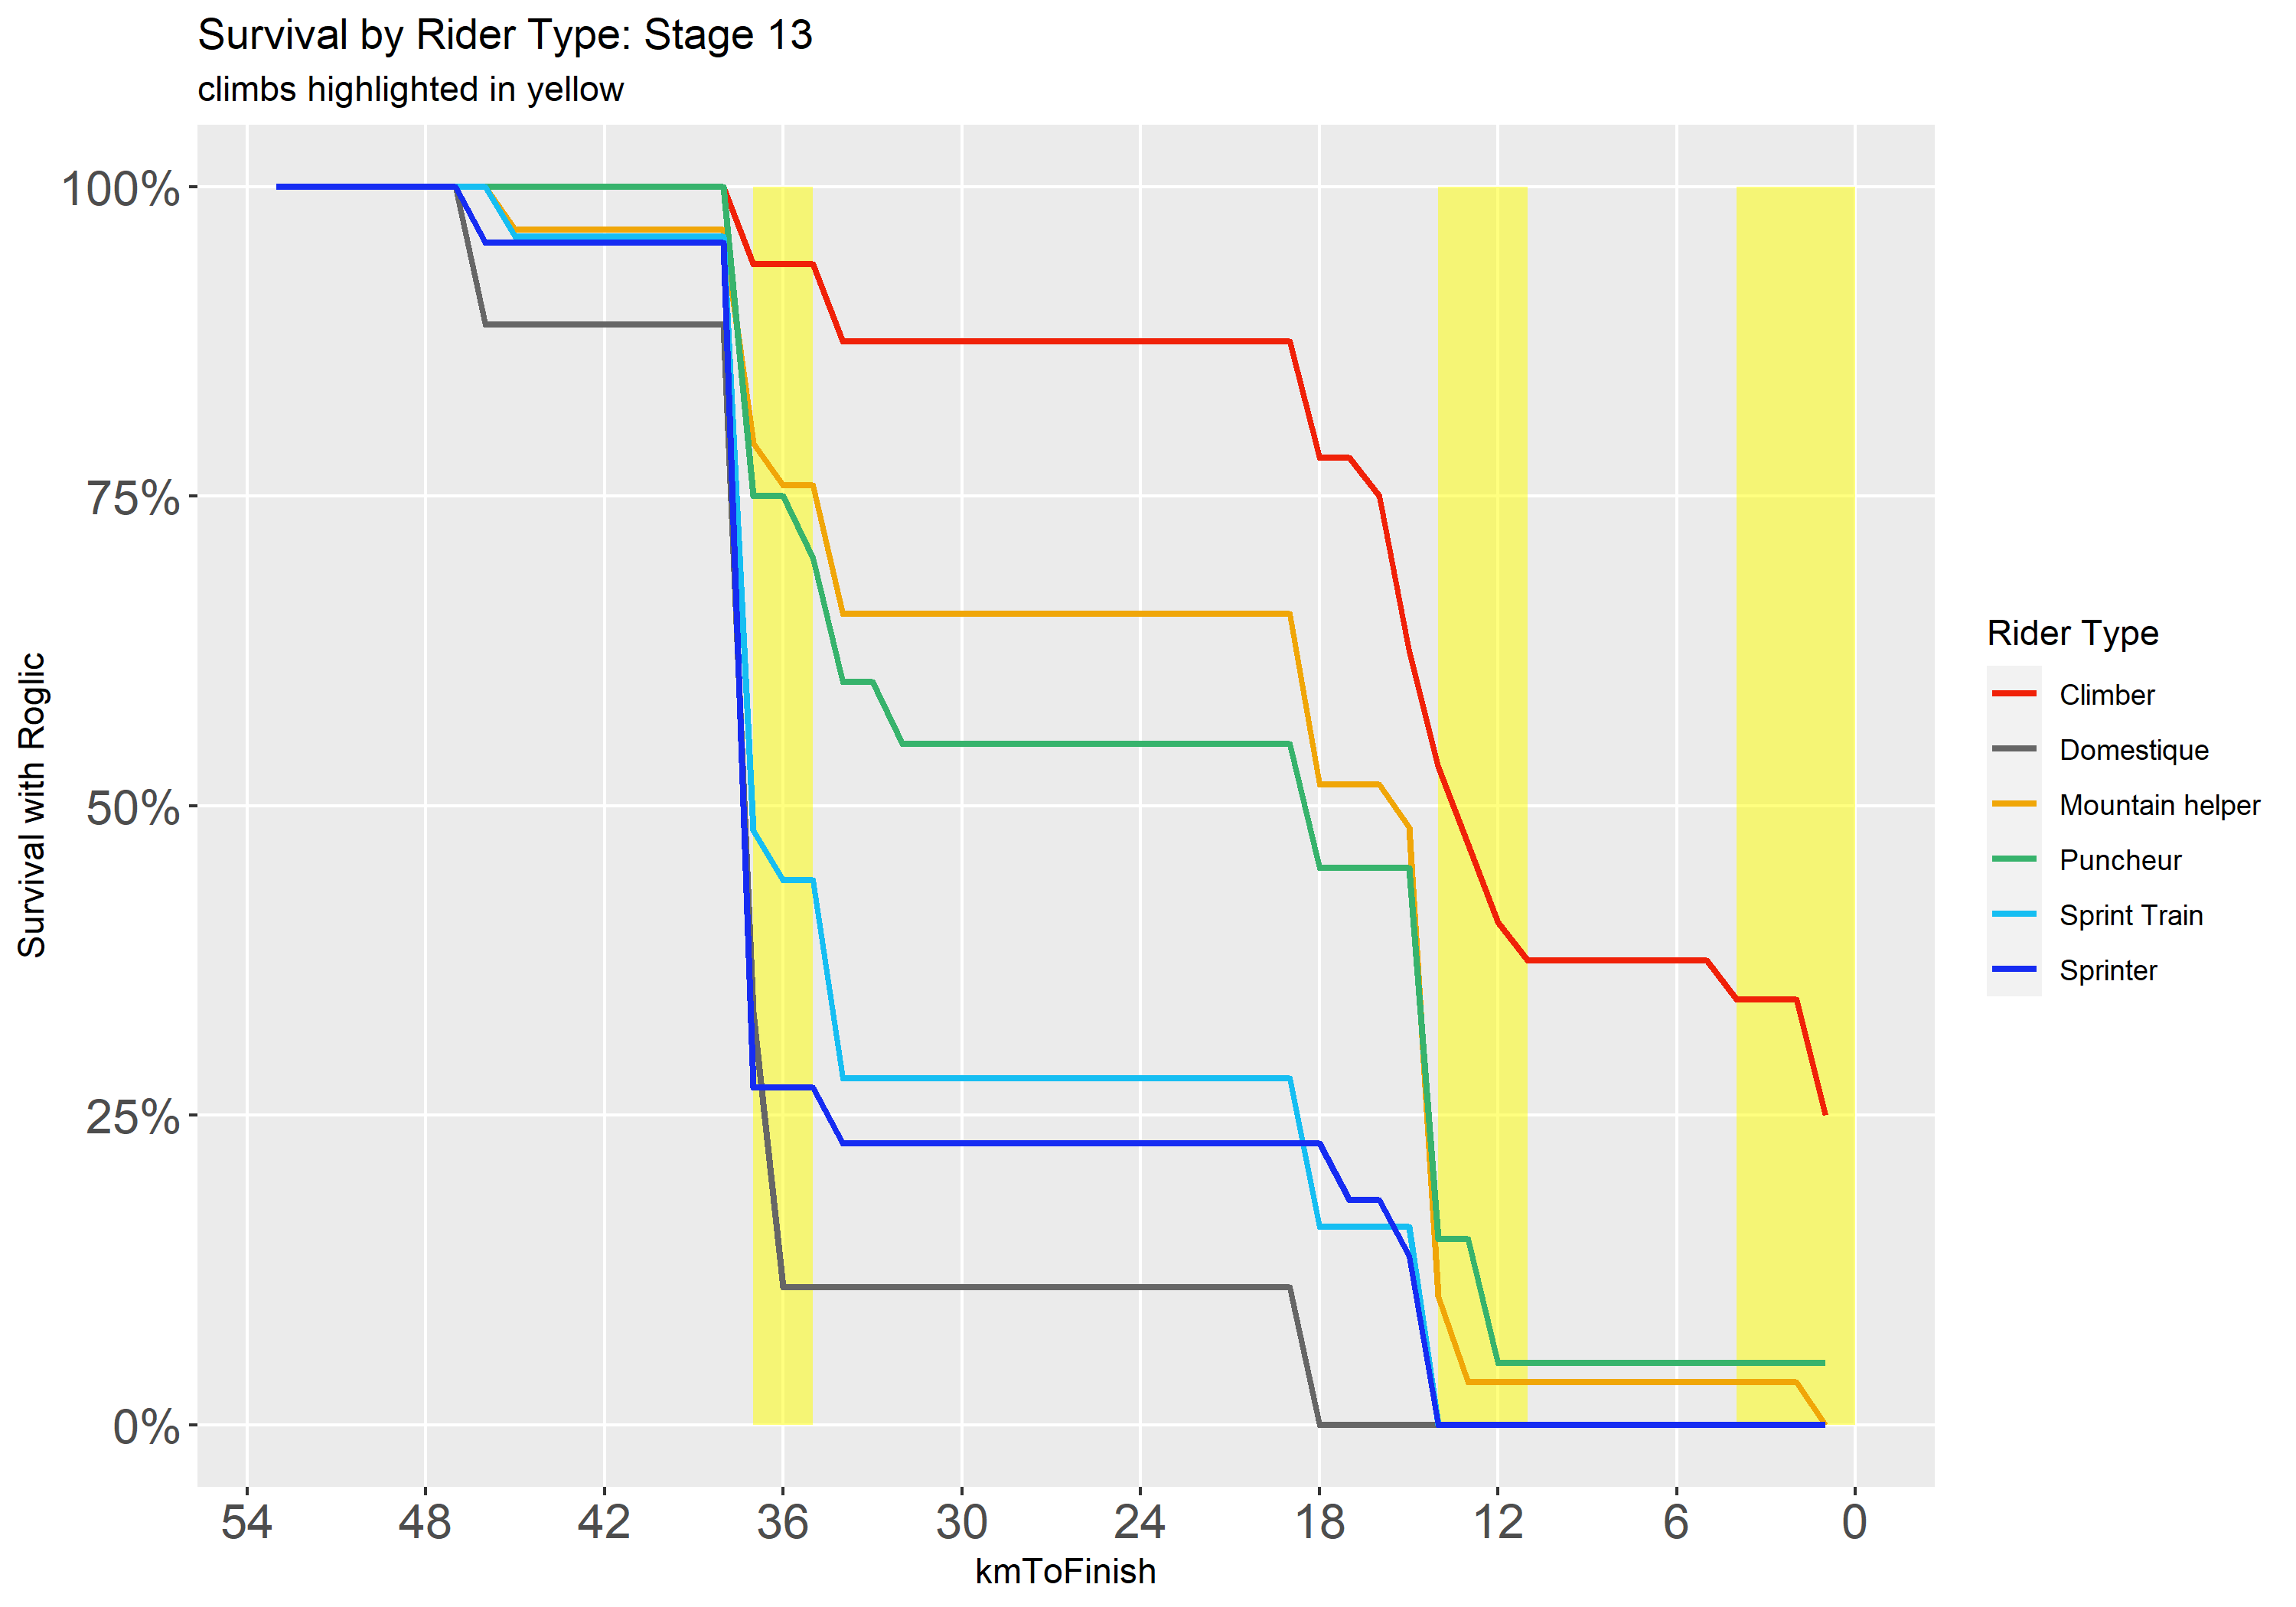 Survival by Rider Type: Stage 13
climbs highlighted in yellow
Survival with Roglic
100%
75%
50%
25%
0%
54 48 42 36 30 24 18 12 6 0
kmToFinish
Rider Type
Climber
Domestique
Mountain helper
Puncheur
Sprint Train
Sprinter